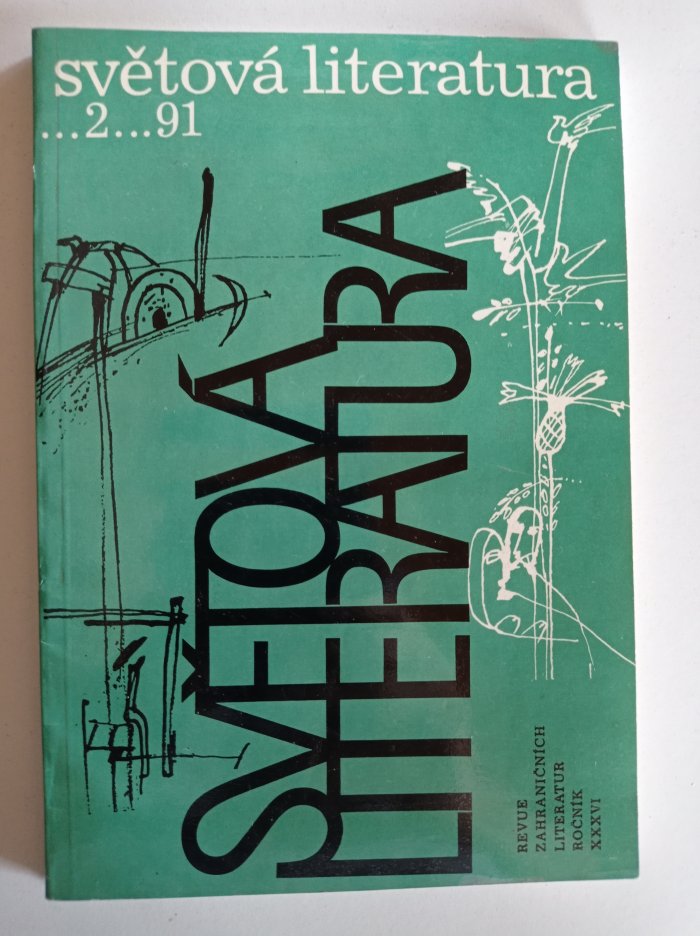 světová literatura
...2...91
SVĚTOVÁ
LITERATURA
REVUE
ZAHRANIČNÍCH
LITERATUR
ROČNÍK
XXXVI